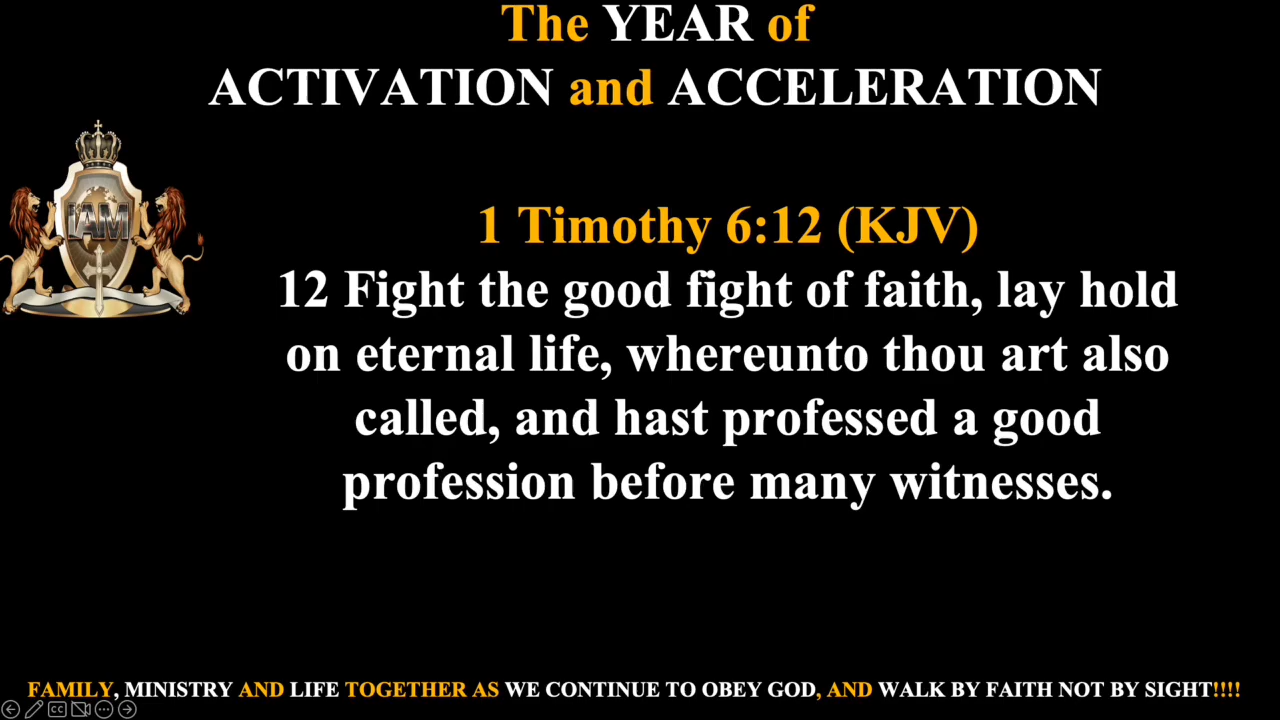 The YEAR of
ACTIVATION and ACCELERATION
I AM
1 Timothy 6:12 (KJV)
12 Fight the good fight of faith, lay hold
on eternal life, whereunto thou art also
called, and hast professed a good
profession before many witnesses.
FAMILY, MINISTRY AND LIFE TOGETHER AS WE CONTINUE TO OBEY GOD, AND WALK BY FAITH NOT BY SIGHT!!!!
CC